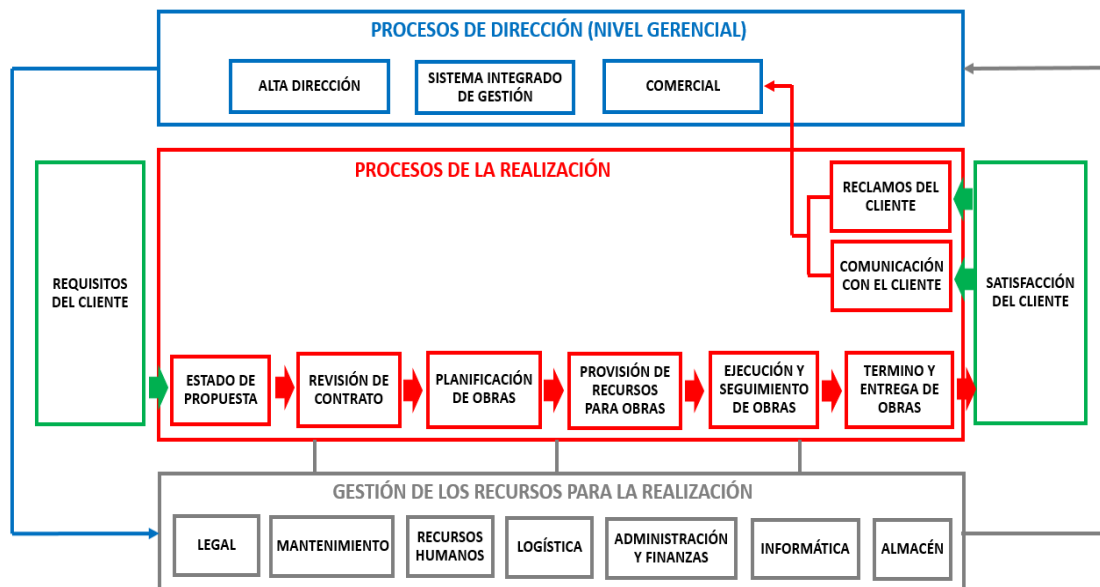 PROCESOS DE DIRECCIÓN (NIVEL GERENCIAL)
ALTA DIRECCIÓN
SISTEMA INTEGRADO
DE GESTIÓN
COMERCIAL
PROCESOS DE LA REALIZACIÓN
RECLAMOS DEL
CLIENTE
COMUNICACIÓN
CON EL CLIENTE
REQUISITOS
DEL CLIENTE
SATISFACCIÓN
DEL CLIENTE
ESTADO DE
PROPUESTA
REVISIÓN DE
CONTRATO
PLANIFICACIÓN
DE OBRAS
PROVISIÓN DE
RECURSOS
PARA OBRAS
EJECUCIÓN Y
SEGUIMIENTO
DE OBRAS
TERMINO Y
ENTREGA DE
OBRAS
GESTIÓN DE LOS RECURSOS PARA LA REALIZACIÓN
LEGAL
MANTENIMIENTO
RECURSOS
HUMANOS
LOGÍSTICA
ADMINISTRACIÓN
Y FINANZAS
INFORMÁTICA
ALMACÉN